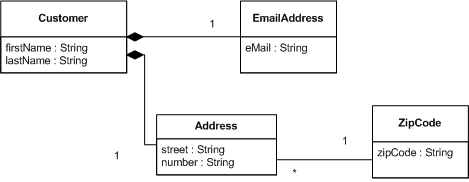 Customer
firstName : String
lastName : String
1
EmailAddress
eMail : String
Address
street : String
number : String
1
ZipCode
zipCode : String
1
*